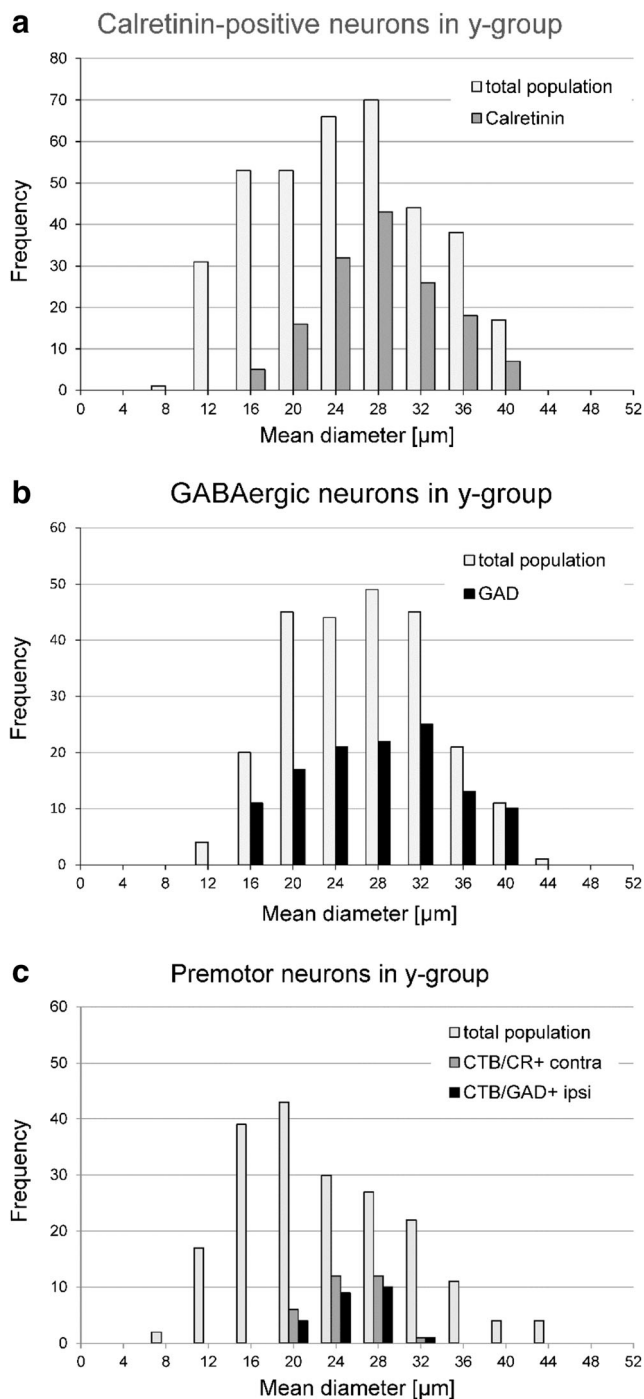 a
Calretinin-positive neurons in y-group
80
70
60
50
40
30
20
10
0
Frequency
total population
Calretinin
0 4 8 12 16 20 24 28 32 36 40 44 48 52
Mean diameter [µm]
b
GABAergic neurons in y-group
60
50
40
30
20
10
0
Frequency
total population
GAD
0 4 8 12 16 20 24 28 32 36 40 44 48 52
Mean diameter [µm]
c
Premotor neurons in y-group
60
50
40
30
20
10
0
Frequency
total population
CTB/CR+ contra
CTB/GAD+ ipsi
0 4 8 12 16 20 24 28 32 36 40 44 48 52
Mean diameter [µm]